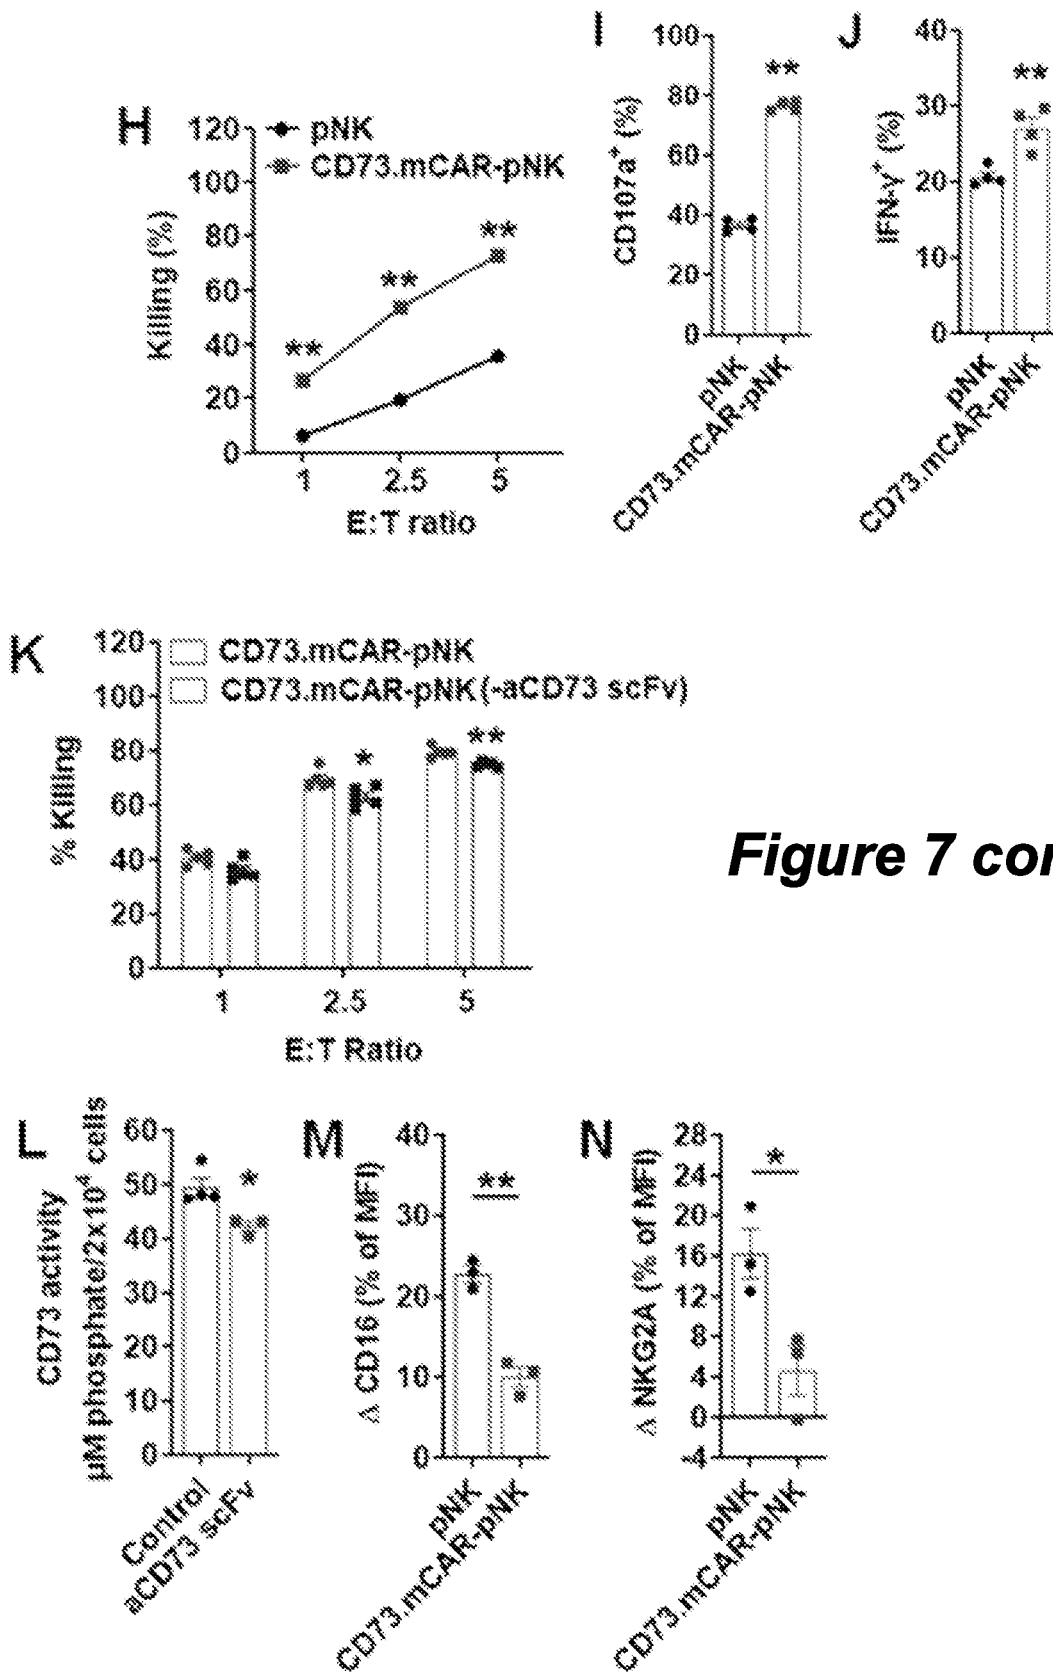 H
pNK
CD73.mCAR-pNK
120
100
80
60
40
20
0
Killing (%)
**
**
**
1
2.5
5
E:T ratio
I
100
80
60
40
20
0
CD107a⁺ (%)
**
pNK
CD73.mCAR-pNK
J
40
30
20
10
0
IFN-γ⁺ (%)
**
pNK
CD73.mCAR-pNK
K
CD73.mCAR-pNK
CD73.mCAR-pNK (-aCD73 scFv)
120
100
80
60
40
20
0
% Killing
*
**
1
2.5
5
E:T Ratio
Figure 7 con
L
60
50
40
30
20
10
0
CD73 activity
µM phosphate/2x10⁴ cells
*
Control
aCD73 scFv
M
40
30
20
10
0
Δ CD16 (% of MFI)
**
pNK
CD73.mCAR-pNK
N
28
24
20
16
12
8
4
0
-4
Δ NKG2A (% of MFI)
*
pNK
CD73.mCAR-pNK